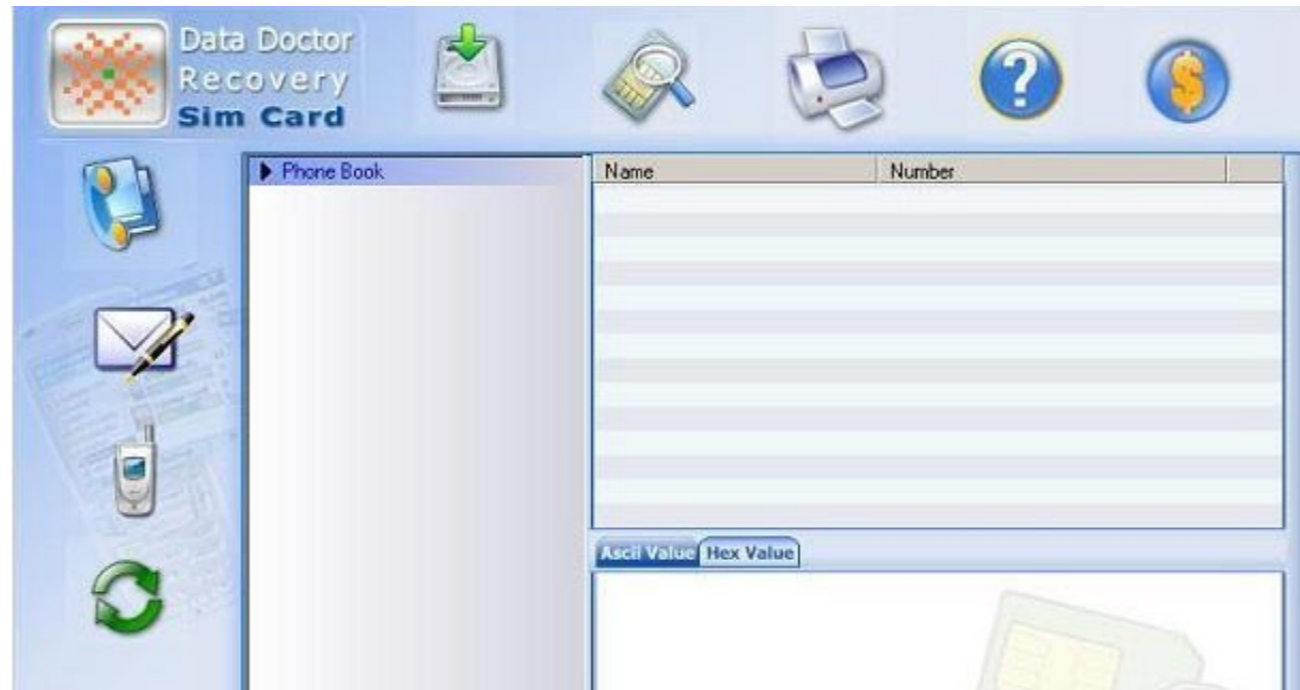 Data Doctor
Recovery
Sim Card
Phone Book
Name Number
Ascii Value Hex Value